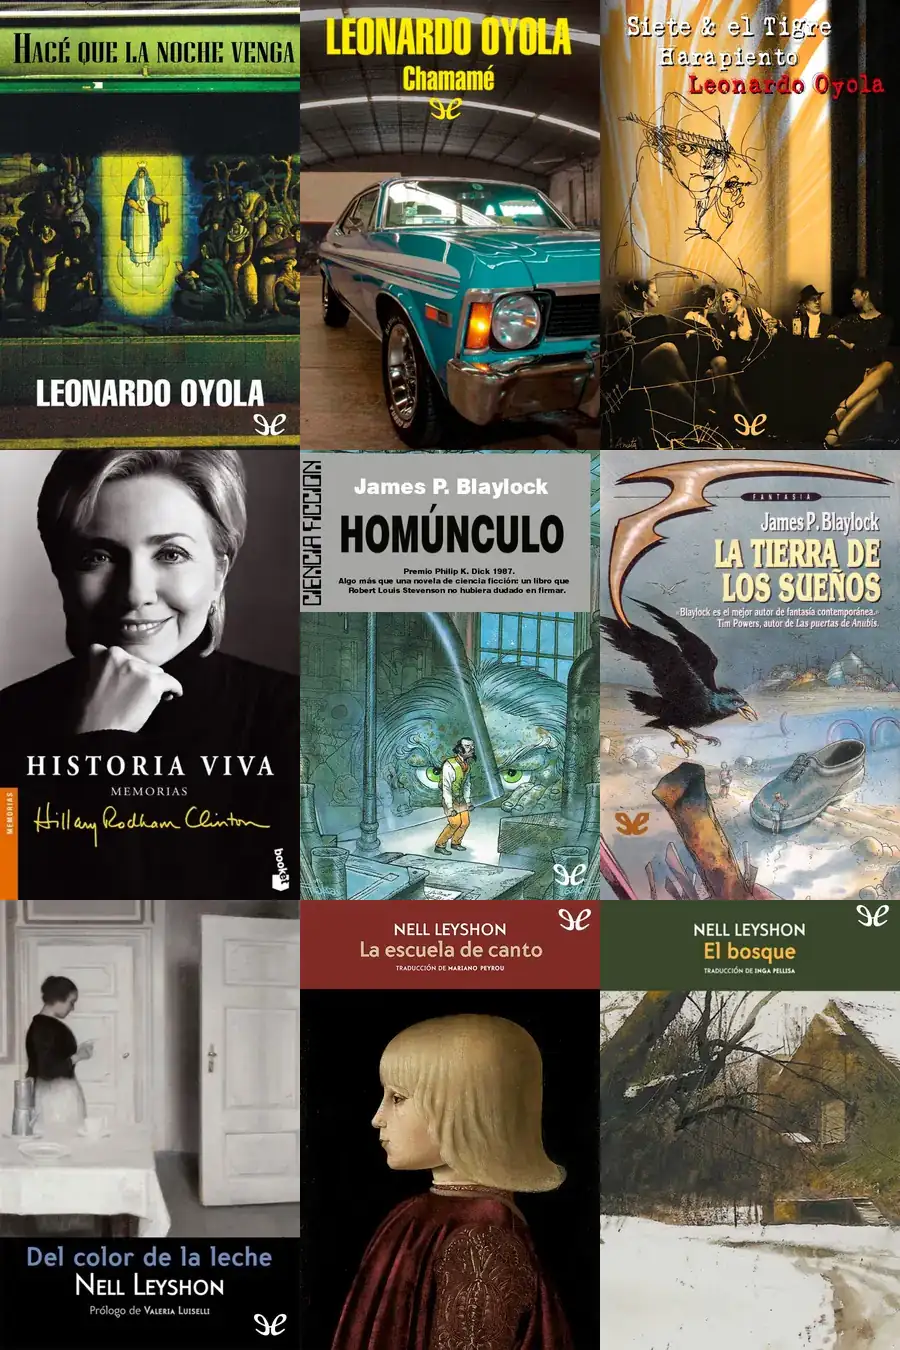 HACÉ QUE LA NOCHE VENGA
LEONARDO OYOLA
LEONARDO OYOLA
Chamamé
Siete & el Tigre
Harapiento
Leonardo Oyola
HISTORIA VIVA
MEMORIAS
Hillary Rodham Clinton
MEMORIAS
booket
CIENCIA FICCION
James P. Blaylock
HOMÚNCULO
Premio Philip K. Dick 1987.
Algo más que una novela de ciencia ficción: un libro que
Robert Louis Stevenson no hubiera dudado en firmar.
FANTASIA
James P. Blaylock
LA TIERRA DE
LOS SUEÑOS
«Blaylock es el mejor autor de fantasía contemporánea.»
Tim Powers, autor de Las puertas de Anubis.
Del color de la leche
NELL LEYSHON
Prólogo de VALERIA LUISELLI
NELL LEYSHON
La escuela de canto
TRADUCCIÓN DE MARIANO PEYROU
NELL LEYSHON
El bosque
TRADUCCIÓN DE INGA PELLISA